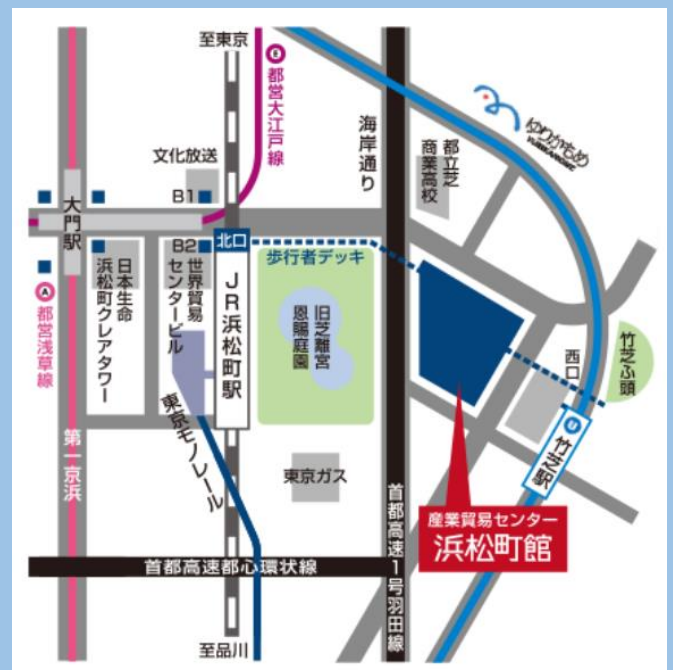 至東京
E
都営大江戸線
海岸通り
ゆりかもめ
YURIKAMOME
文化放送
都立芝
商業高校
B1
大門駅
B2
北口
歩行者デッキ
日本生命
浜松町クレアタワー
世界貿易
センタービル
JR浜松町駅
旧芝離宮
恩賜庭園
A
都営浅草線
西口
竹芝ふ頭
U
竹芝駅
第一京浜
東京モノレール
東京ガス
首都高速1号羽田線
産業貿易センター
浜松町館
首都高速都心環状線
至品川